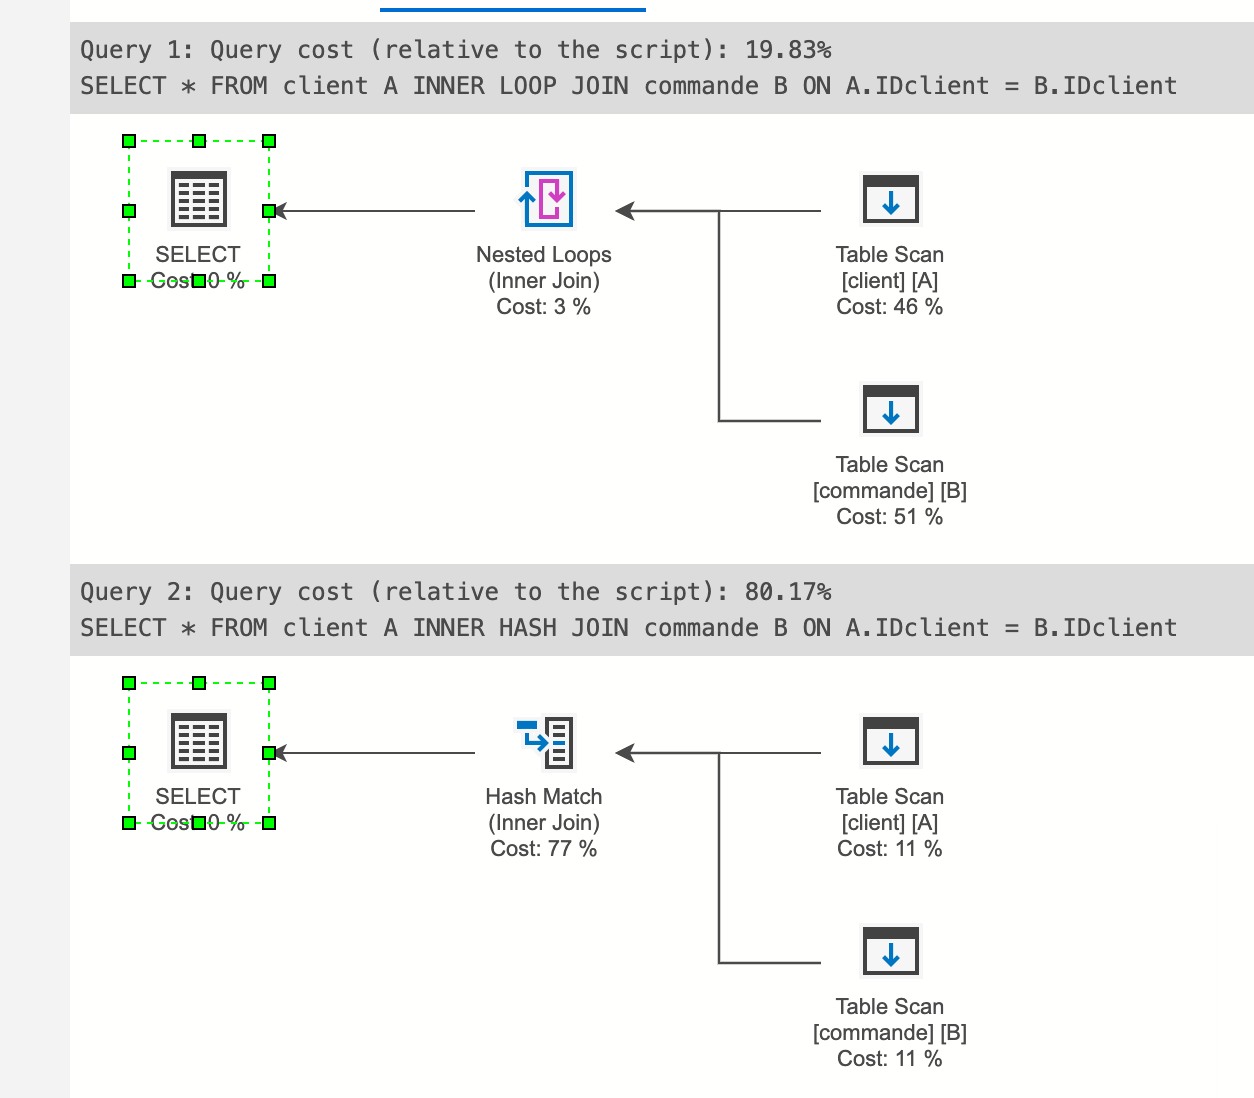 Query 1: Query cost (relative to the script): 19.83%
SELECT * FROM client A INNER LOOP JOIN commande B ON A.IDclient = B.IDclient
SELECT
Cost: 0 %
Nested Loops
(Inner Join)
Cost: 3 %
Table Scan
[client] [A]
Cost: 46 %
Table Scan
[commande] [B]
Cost: 51 %
Query 2: Query cost (relative to the script): 80.17%
SELECT * FROM client A INNER HASH JOIN commande B ON A.IDclient = B.IDclient
SELECT
Cost: 0 %
Hash Match
(Inner Join)
Cost: 77 %
Table Scan
[client] [A]
Cost: 11 %
Table Scan
[commande] [B]
Cost: 11 %